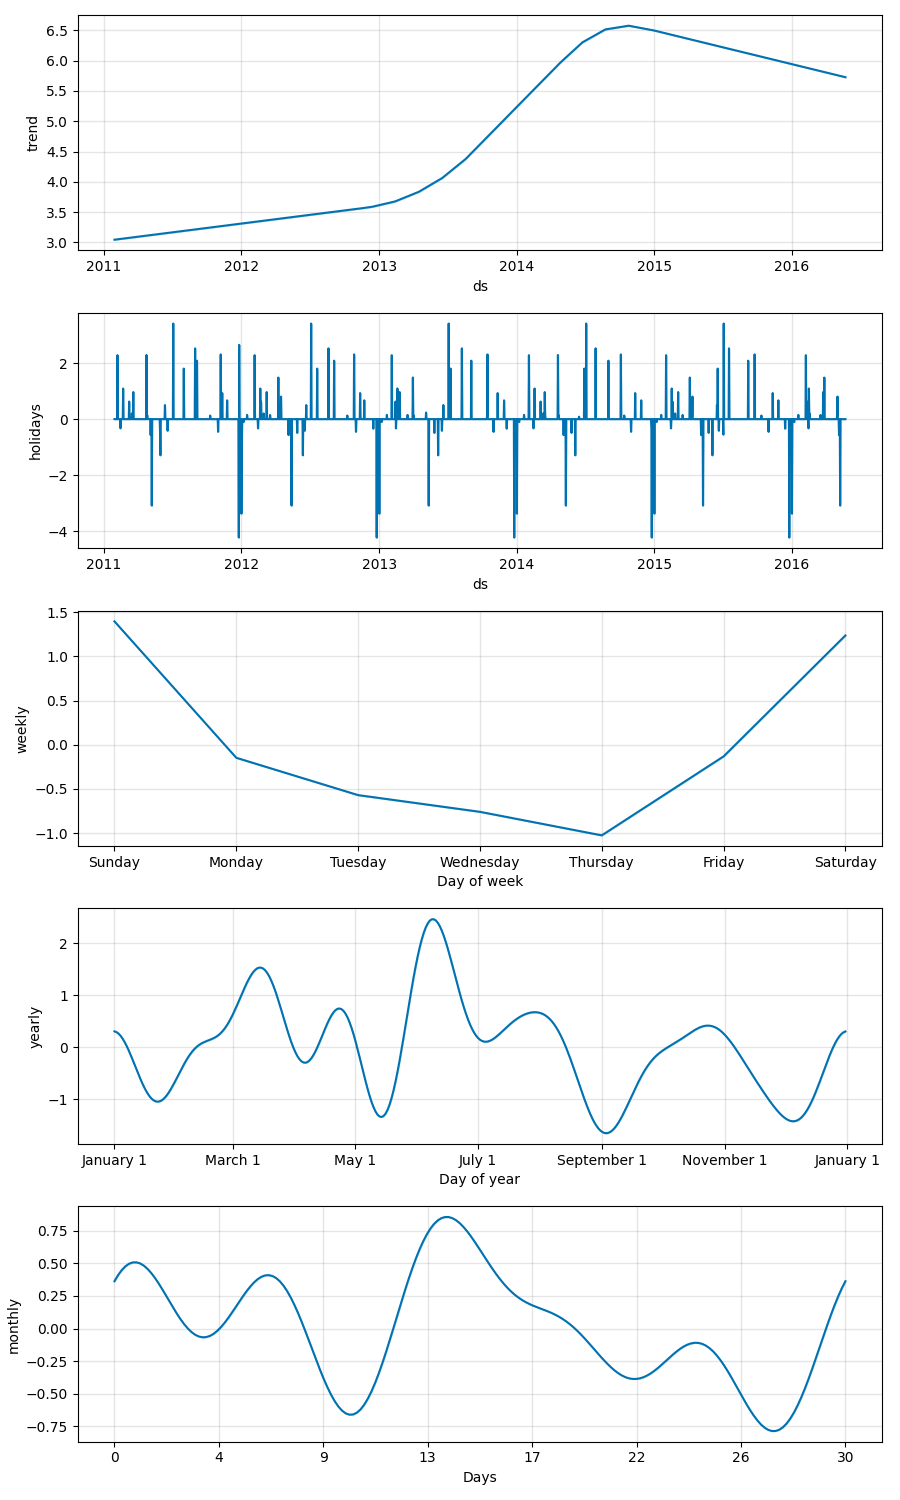 6.5
6.0
5.5
5.0
4.5
4.0
3.5
3.0
trend
2011 2012 2013 2014 2015 2016
ds
2
0
−2
−4
holidays
2011 2012 2013 2014 2015 2016
ds
1.5
1.0
0.5
0.0
−0.5
−1.0
weekly
Sunday Monday Tuesday Wednesday Thursday Friday Saturday
Day of week
2
1
0
−1
yearly
January 1 March 1 May 1 July 1 September 1 November 1 January 1
Day of year
0.75
0.50
0.25
0.00
−0.25
−0.50
−0.75
monthly
0 4 9 13 17 22 26 30
Days